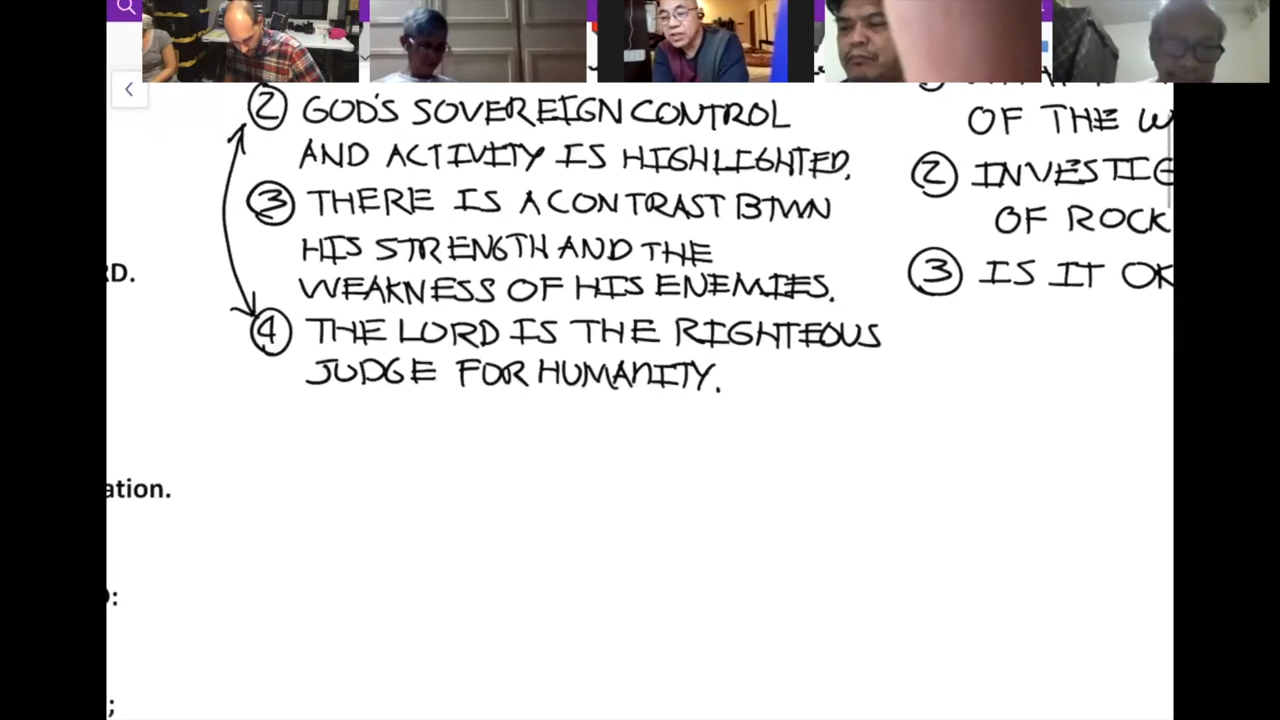 ② GOD'S SOVEREIGN CONTROL
AND ACTIVITY IS HIGHLIGHTED.
③ THERE IS A CONTRAST BTWN
HIS STRENGTH AND THE
WEAKNESS OF HIS ENEMIES.
④ THE LORD IS THE RIGHTEOUS
JUDGE FOR HUMANITY.
OF THE W
② INVESTIG
OF ROCK
③ IS IT OK
RD.
ation.
:
;